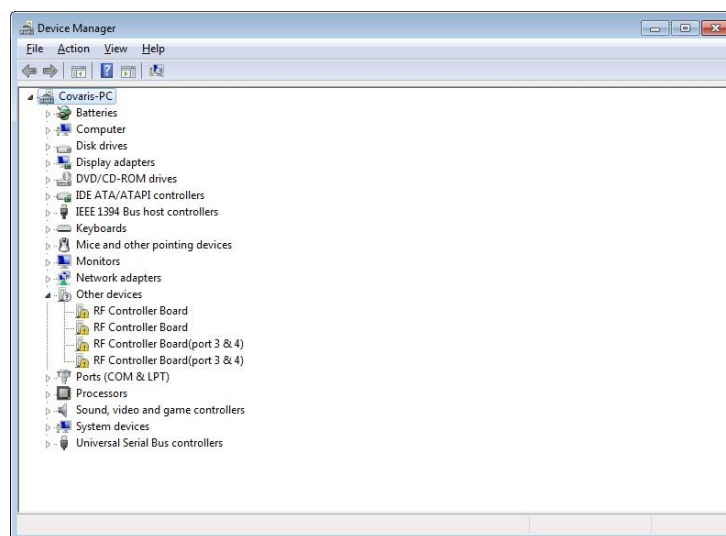 Device Manager
File Action View Help
Covaris-PC
Batteries
Computer
Disk drives
Display adapters
DVD/CD-ROM drives
IDE ATA/ATAPI controllers
IEEE 1394 Bus host controllers
Keyboards
Mice and other pointing devices
Monitors
Network adapters
Other devices
RF Controller Board
RF Controller Board
RF Controller Board(port 3 & 4)
RF Controller Board(port 3 & 4)
Ports (COM & LPT)
Processors
Sound, video and game controllers
System devices
Universal Serial Bus controllers